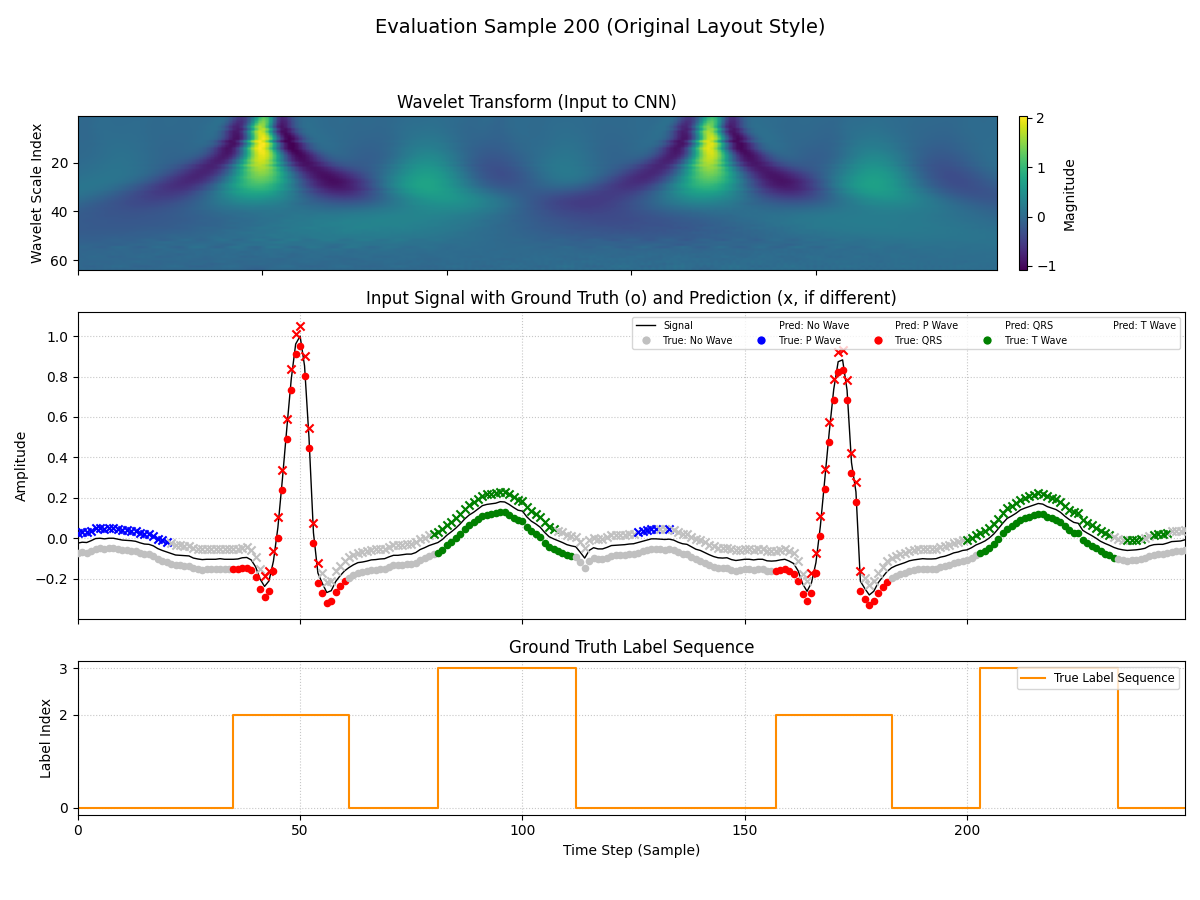 Evaluation Sample 200 (Original Layout Style)
Wavelet Transform (Input to CNN)
Wavelet Scale Index
20
40
60
2
1
0
−1
Magnitude
Input Signal with Ground Truth (o) and Prediction (x, if different)
Amplitude
1.0
0.8
0.6
0.4
0.2
0.0
−0.2
Signal
Pred: No Wave
Pred: P Wave
Pred: QRS
Pred: T Wave
True: No Wave
True: P Wave
True: QRS
True: T Wave
Ground Truth Label Sequence
Label Index
3
2
0
True Label Sequence
0
50
100
150
200
Time Step (Sample)